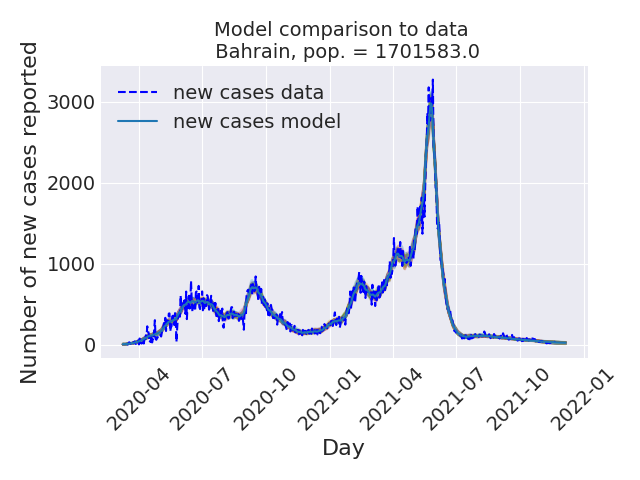 Model comparison to data
Bahrain, pop. = 1701583.0
new cases data
new cases model
Number of new cases reported
3000
2000
1000
0
2020-04
2020-07
2020-10
2021-01
2021-04
2021-07
2021-10
2022-01
Day